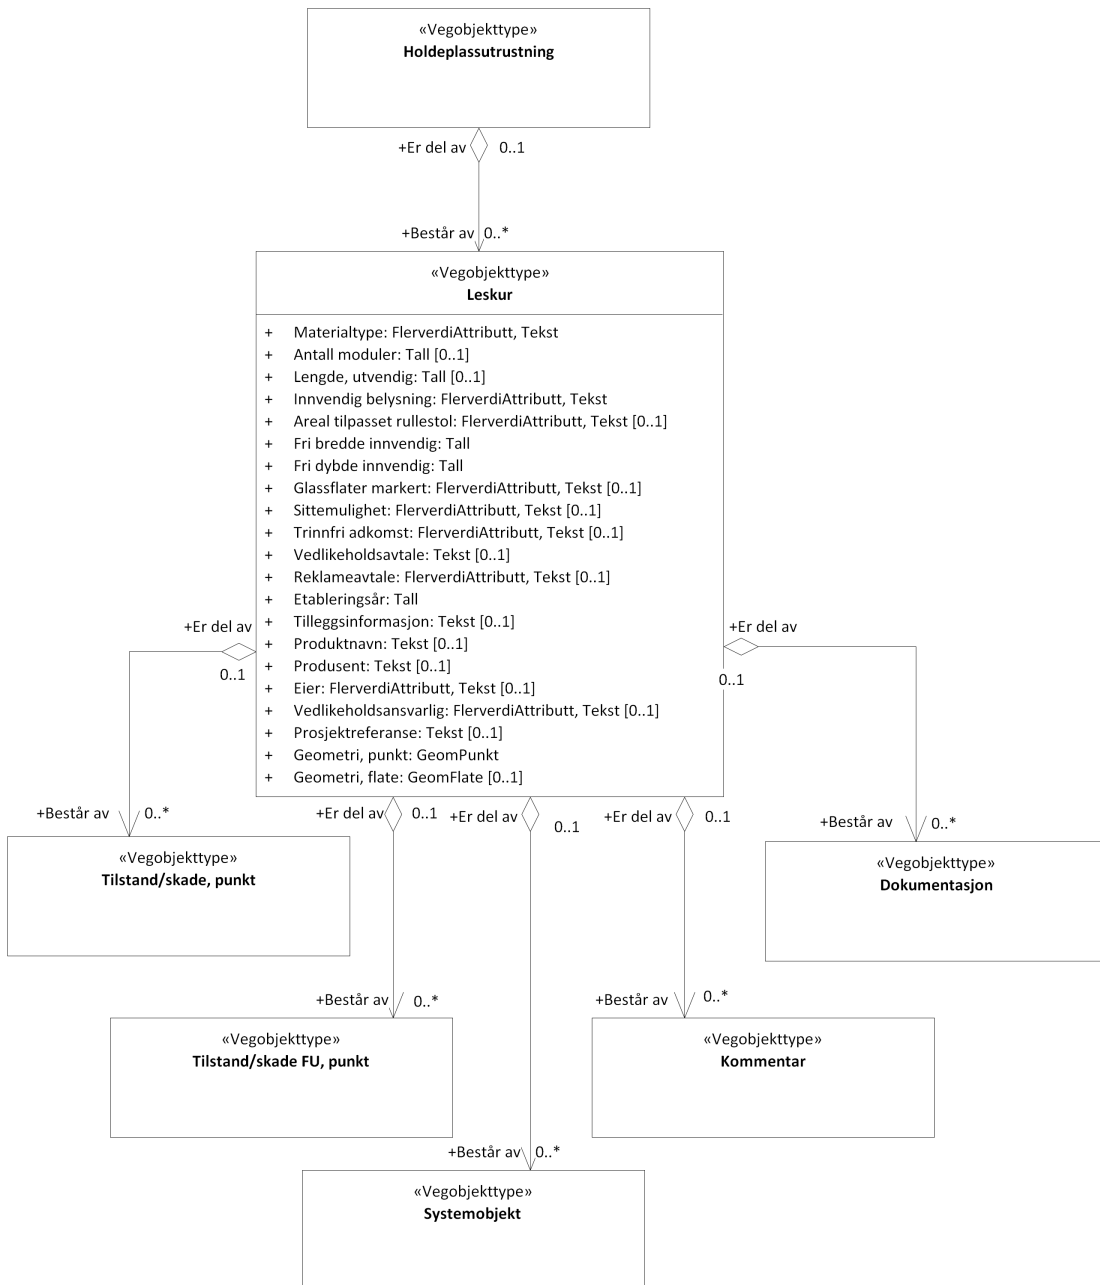 «Vegobjekttype»
Holdeplassutrustning
+Er del av 0..1
+Består av 0..*
«Vegobjekttype»
Leskur
+ Materialtype: FlerverdiAttributt, Tekst
+ Antall moduler: Tall [0..1]
+ Lengde, utvendig: Tall [0..1]
+ Innvendig belysning: FlerverdiAttributt, Tekst
+ Areal tilpasset rullestol: FlerverdiAttributt, Tekst [0..1]
+ Fri bredde innvendig: Tall
+ Fri dybde innvendig: Tall
+ Glassflater markert: FlerverdiAttributt, Tekst [0..1]
+ Sittemulighet: FlerverdiAttributt, Tekst [0..1]
+ Trinnfri adkomst: FlerverdiAttributt, Tekst [0..1]
+ Vedlikeholdsavtale: Tekst [0..1]
+ Reklameavtale: FlerverdiAttributt, Tekst [0..1]
+ Etableringsår: Tall
+ Tilleggsinformasjon: Tekst [0..1]
+ Produktnavn: Tekst [0..1]
+ Produsent: Tekst [0..1]
+ Eier: FlerverdiAttributt, Tekst [0..1]
+ Vedlikeholdsansvarlig: FlerverdiAttributt, Tekst [0..1]
+ Prosjektreferanse: Tekst [0..1]
+ Geometri, punkt: GeomPunkt
+ Geometri, flate: GeomFlate [0..1]
+Er del av
0..1
+Er del av
0..1
+Består av 0..*
+Er del av 0..1
+Er del av 0..1
+Er del av 0..1
+Består av 0..*
«Vegobjekttype»
Tilstand/skade, punkt
«Vegobjekttype»
Dokumentasjon
+Består av 0..*
+Består av 0..*
«Vegobjekttype»
Tilstand/skade FU, punkt
«Vegobjekttype»
Kommentar
+Består av 0..*
«Vegobjekttype»
Systemobjekt